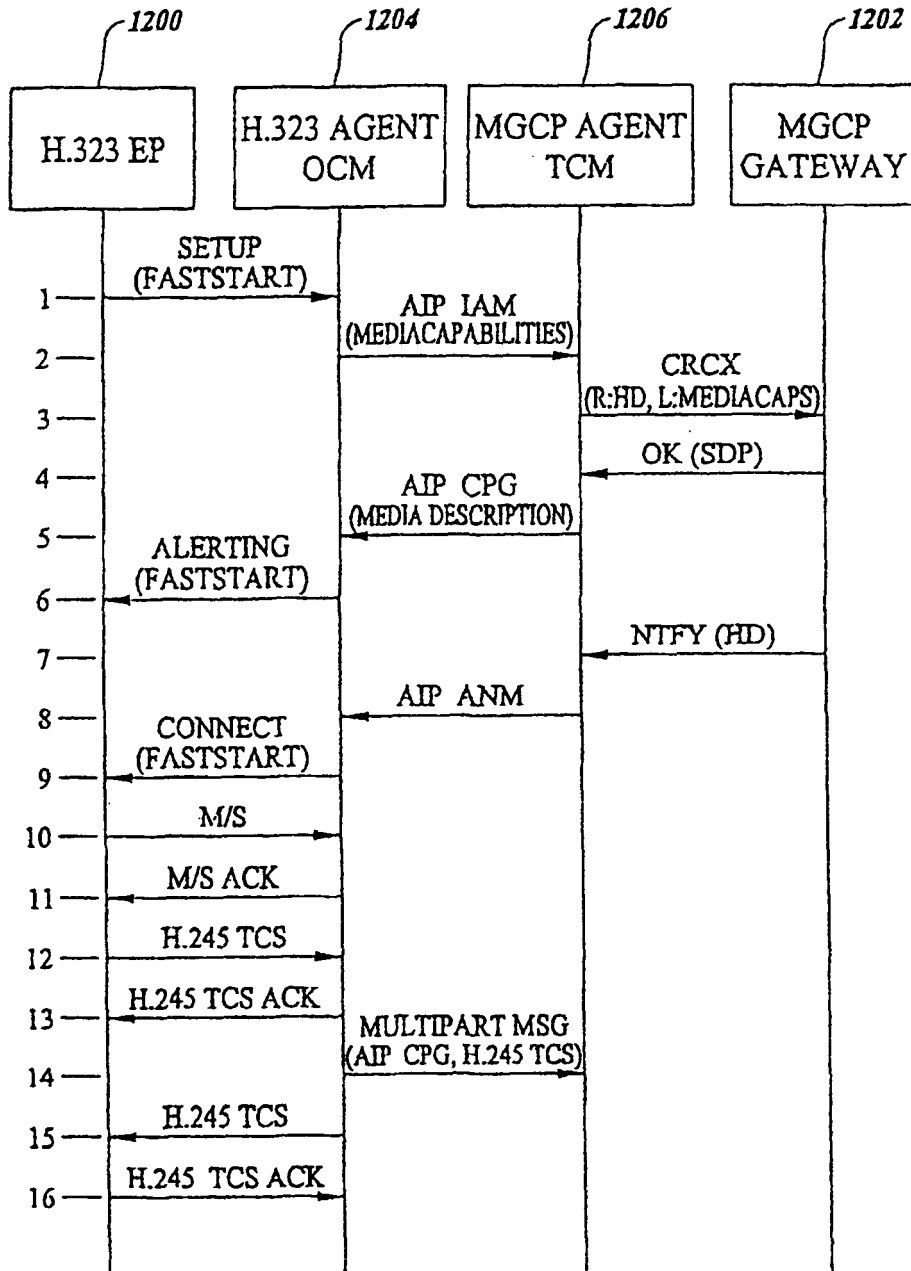 1200
1204
1206
1202
H.323 EP
H.323 AGENT
OCM
MGCP AGENT
TCM
MGCP
GATEWAY
SETUP
(FASTSTART)
1
AIP IAM
(MEDIACAPABILITIES)
2
CRCX
(R:HD, L:MEDIACAPS)
3
OK (SDP)
4
AIP CPG
(MEDIA DESCRIPTION)
5
ALERTING
(FASTSTART)
6
NTFY (HD)
7
AIP ANM
8
CONNECT
(FASTSTART)
9
M/S
10
M/S ACK
11
H.245 TCS
12
H.245 TCS ACK
13
MULTIPART MSG
(AIP CPG, H.245 TCS)
14
H.245 TCS
15
H.245 TCS ACK
16